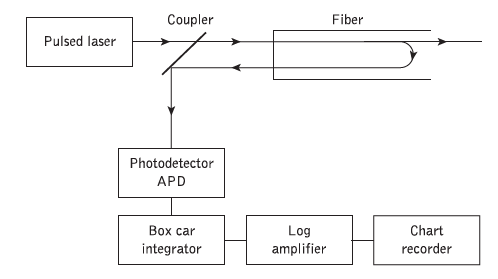 Coupler
Fiber
Pulsed laser
Photodetector
APD
Box car
integrator
Log
amplifier
Chart
recorder